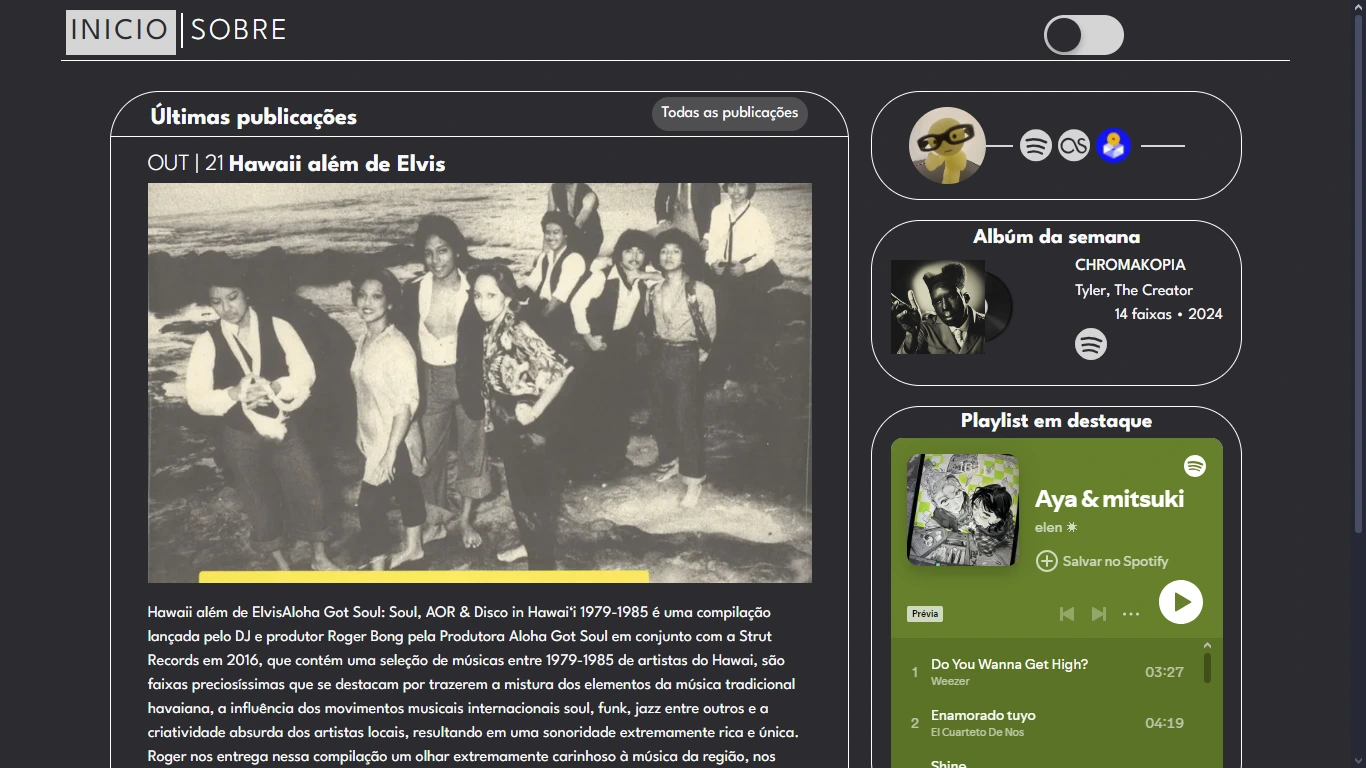 INICIO SOBRE
Últimas publicações
Todas as publicações
OUT | 21 Hawaii além de Elvis
Hawaii além de ElvisAloha Got Soul: Soul, AOR & Disco in Hawai‘i 1979-1985 é uma compilação
lançada pelo DJ e produtor Roger Bong pela Produtora Aloha Got Soul em conjunto com a Strut
Records em 2016, que contém uma seleção de músicas entre 1979-1985 de artistas do Hawai, são
faixas preciosíssimas que se destacam por trazerem a mistura dos elementos da música tradicional
havaiana, a influência dos movimentos musicais internacionais soul, funk, jazz entre outros e a
criatividade absurda dos artistas locais, resultando em uma sonoridade extremamente rica e única.
Roger nos entrega nessa compilação um olhar extremamente carinhoso à música da região, nos
Albúm da semana
CHROMAKOPIA
Tyler, The Creator
14 faixas • 2024
Playlist em destaque
Aya & mitsuki
elen ☀
Salvar no Spotify
Prévia
1 Do You Wanna Get High? 03:27
Weezer
2 Enamorado tuyo 04:19
El Cuarteto De Nos
Shine